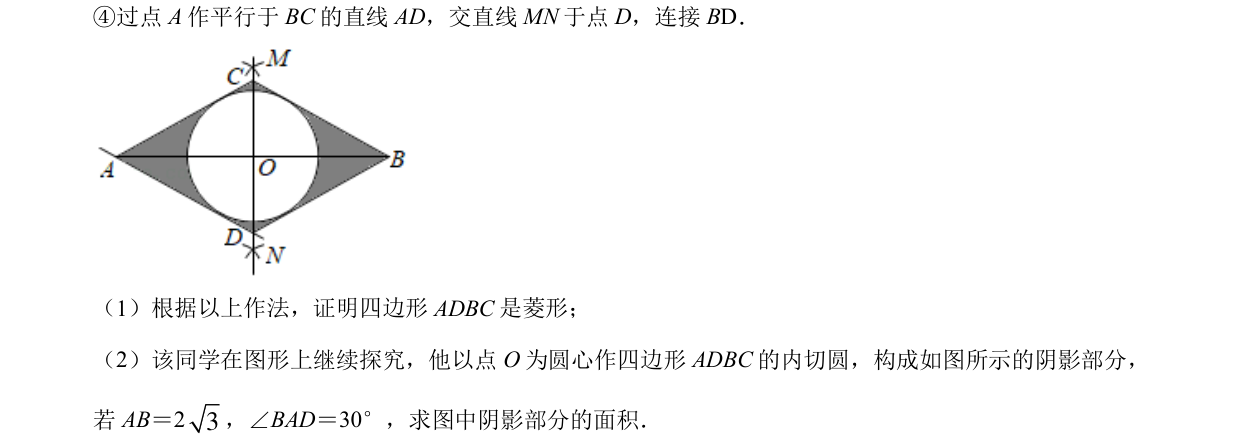 ④过点 A 作平行于 BC 的直线 AD，交直线 MN 于点 D，连接 BD．
M
C
A
O
B
D
N
（1）根据以上作法，证明四边形 ADBC 是菱形；
（2）该同学在图形上继续探究，他以点 O 为圆心作四边形 ADBC 的内切圆，构成如图所示的阴影部分，
若 AB＝2√3，∠BAD＝30°，求图中阴影部分的面积．